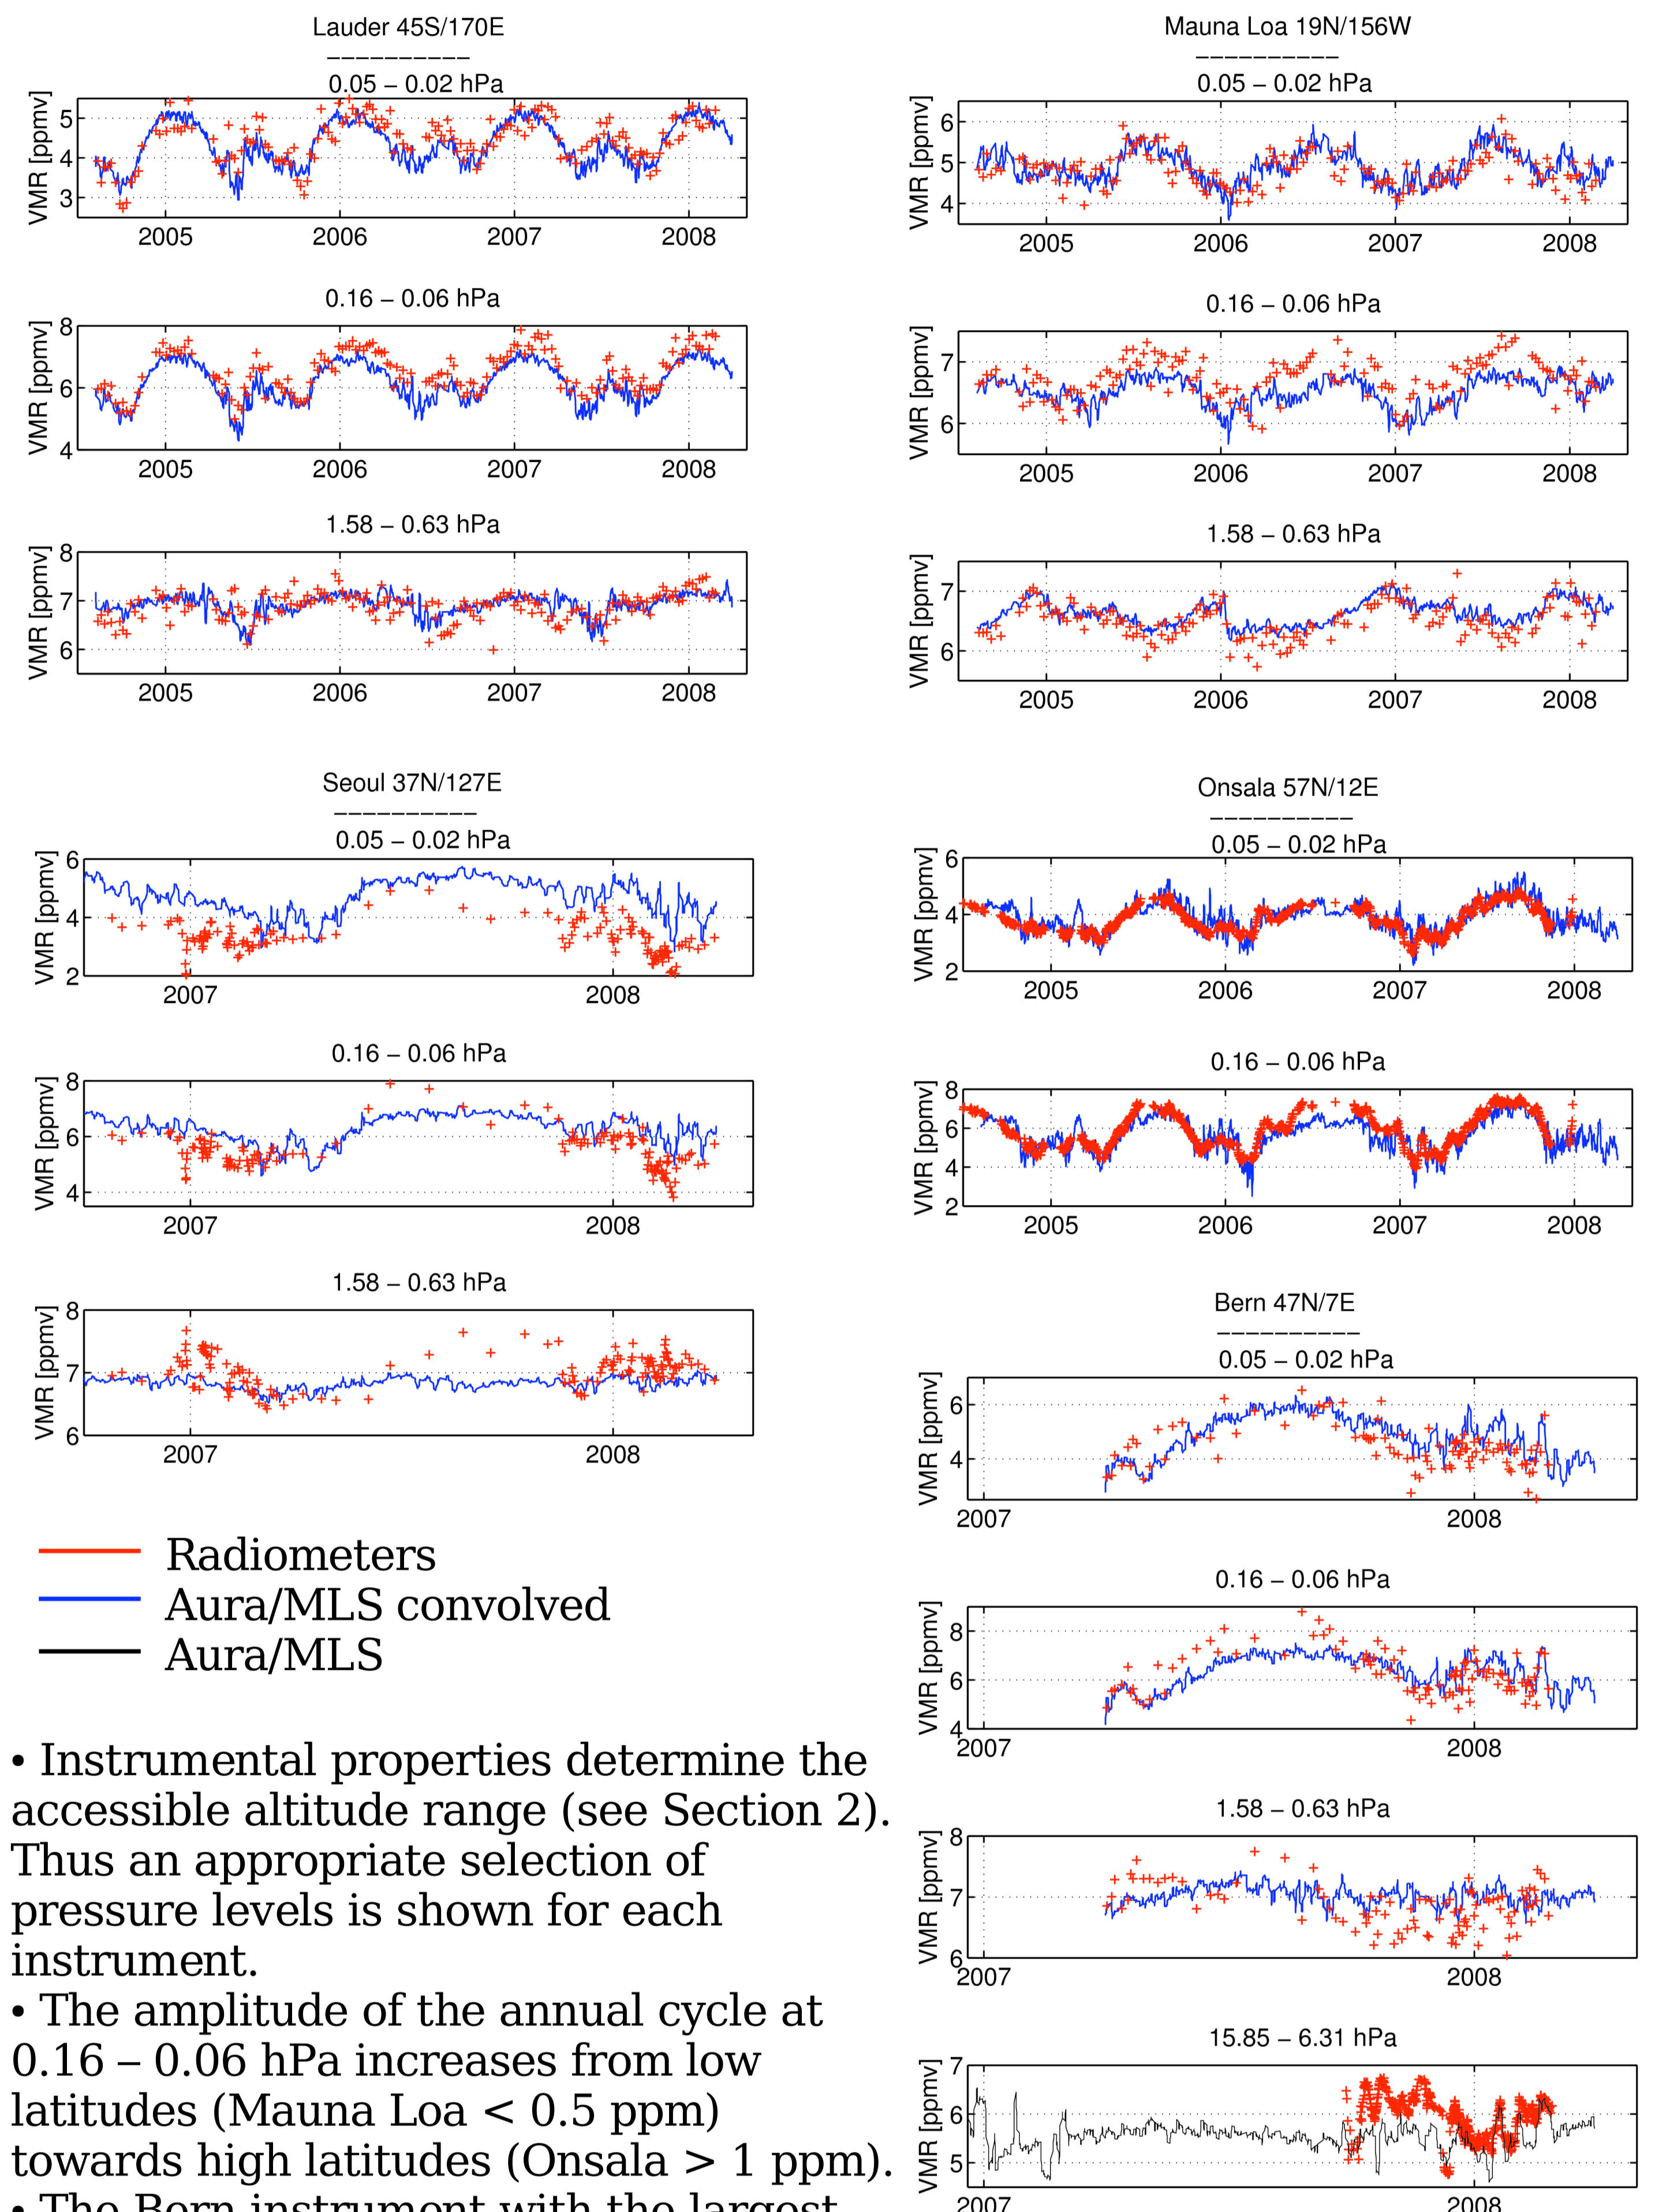 Lauder 45S/170E
----------
0.05 – 0.02 hPa
VMR [ppmv]
5
4
3
2005 2006 2007 2008
0.16 – 0.06 hPa
VMR [ppmv]
8
6
4
2005 2006 2007 2008
1.58 – 0.63 hPa
VMR [ppmv]
8
7
6
2005 2006 2007 2008
Mauna Loa 19N/156W
----------
0.05 – 0.02 hPa
VMR [ppmv]
6
5
4
2005 2006 2007 2008
0.16 – 0.06 hPa
VMR [ppmv]
7
6
2005 2006 2007 2008
1.58 – 0.63 hPa
VMR [ppmv]
7
6
2005 2006 2007 2008
Seoul 37N/127E
----------
0.05 – 0.02 hPa
VMR [ppmv]
6
4
2
2007 2008
0.16 – 0.06 hPa
VMR [ppmv]
8
6
4
2007 2008
1.58 – 0.63 hPa
VMR [ppmv]
8
7
6
2007 2008
Radiometers
Aura/MLS convolved
Aura/MLS
• Instrumental properties determine the
accessible altitude range (see Section 2).
Thus an appropriate selection of
pressure levels is shown for each
instrument.
• The amplitude of the annual cycle at
0.16 – 0.06 hPa increases from low
latitudes (Mauna Loa < 0.5 ppm)
towards high latitudes (Onsala > 1 ppm).
• The Bern instrument with the largest
Onsala 57N/12E
----------
0.05 – 0.02 hPa
VMR [ppmv]
6
4
2
2005 2006 2007 2008
0.16 – 0.06 hPa
VMR [ppmv]
8
6
4
2
2005 2006 2007 2008
Bern 47N/7E
----------
0.05 – 0.02 hPa
VMR [ppmv]
6
4
2007 2008
0.16 – 0.06 hPa
VMR [ppmv]
8
6
4
2007 2008
1.58 – 0.63 hPa
VMR [ppmv]
8
7
6
2007 2008
15.85 – 6.31 hPa
VMR [ppmv]
7
6
5
2007 2008